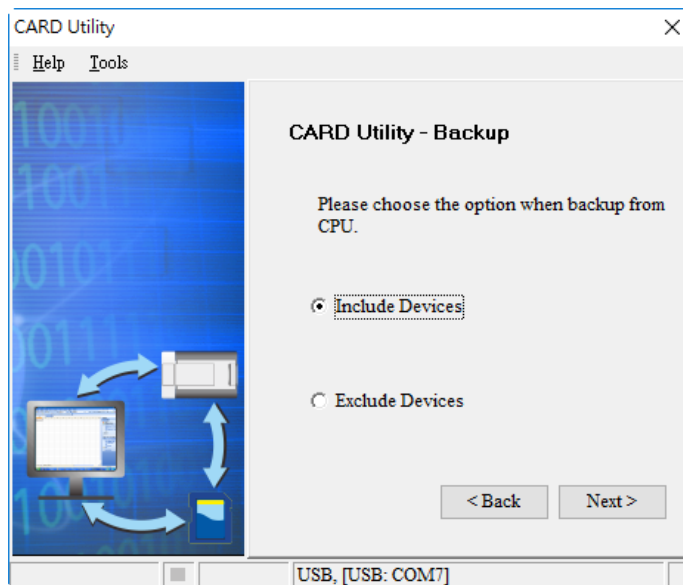 CARD Utility
Help Tools
CARD Utility - Backup
Please choose the option when backup from
CPU.
Include Devices
Exclude Devices
< Back Next >
USB, [USB: COM7]